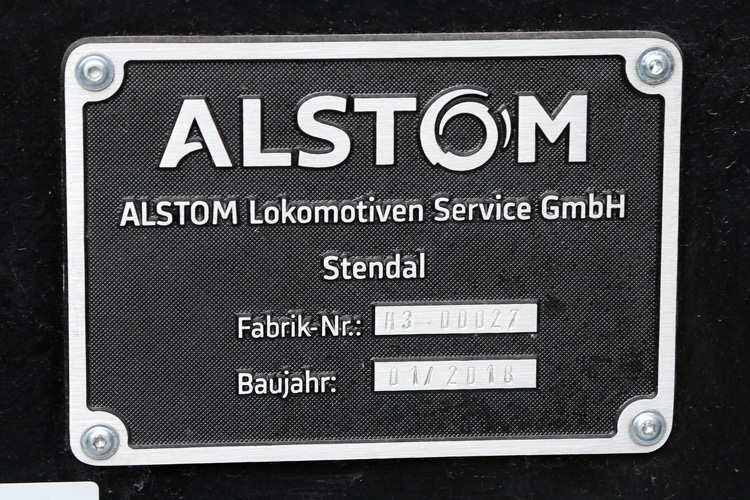 ALSTOM
ALSTOM Lokomotiven Service GmbH
Stendal
Fabrik-Nr.: H3-00027
Baujahr: 01/2018